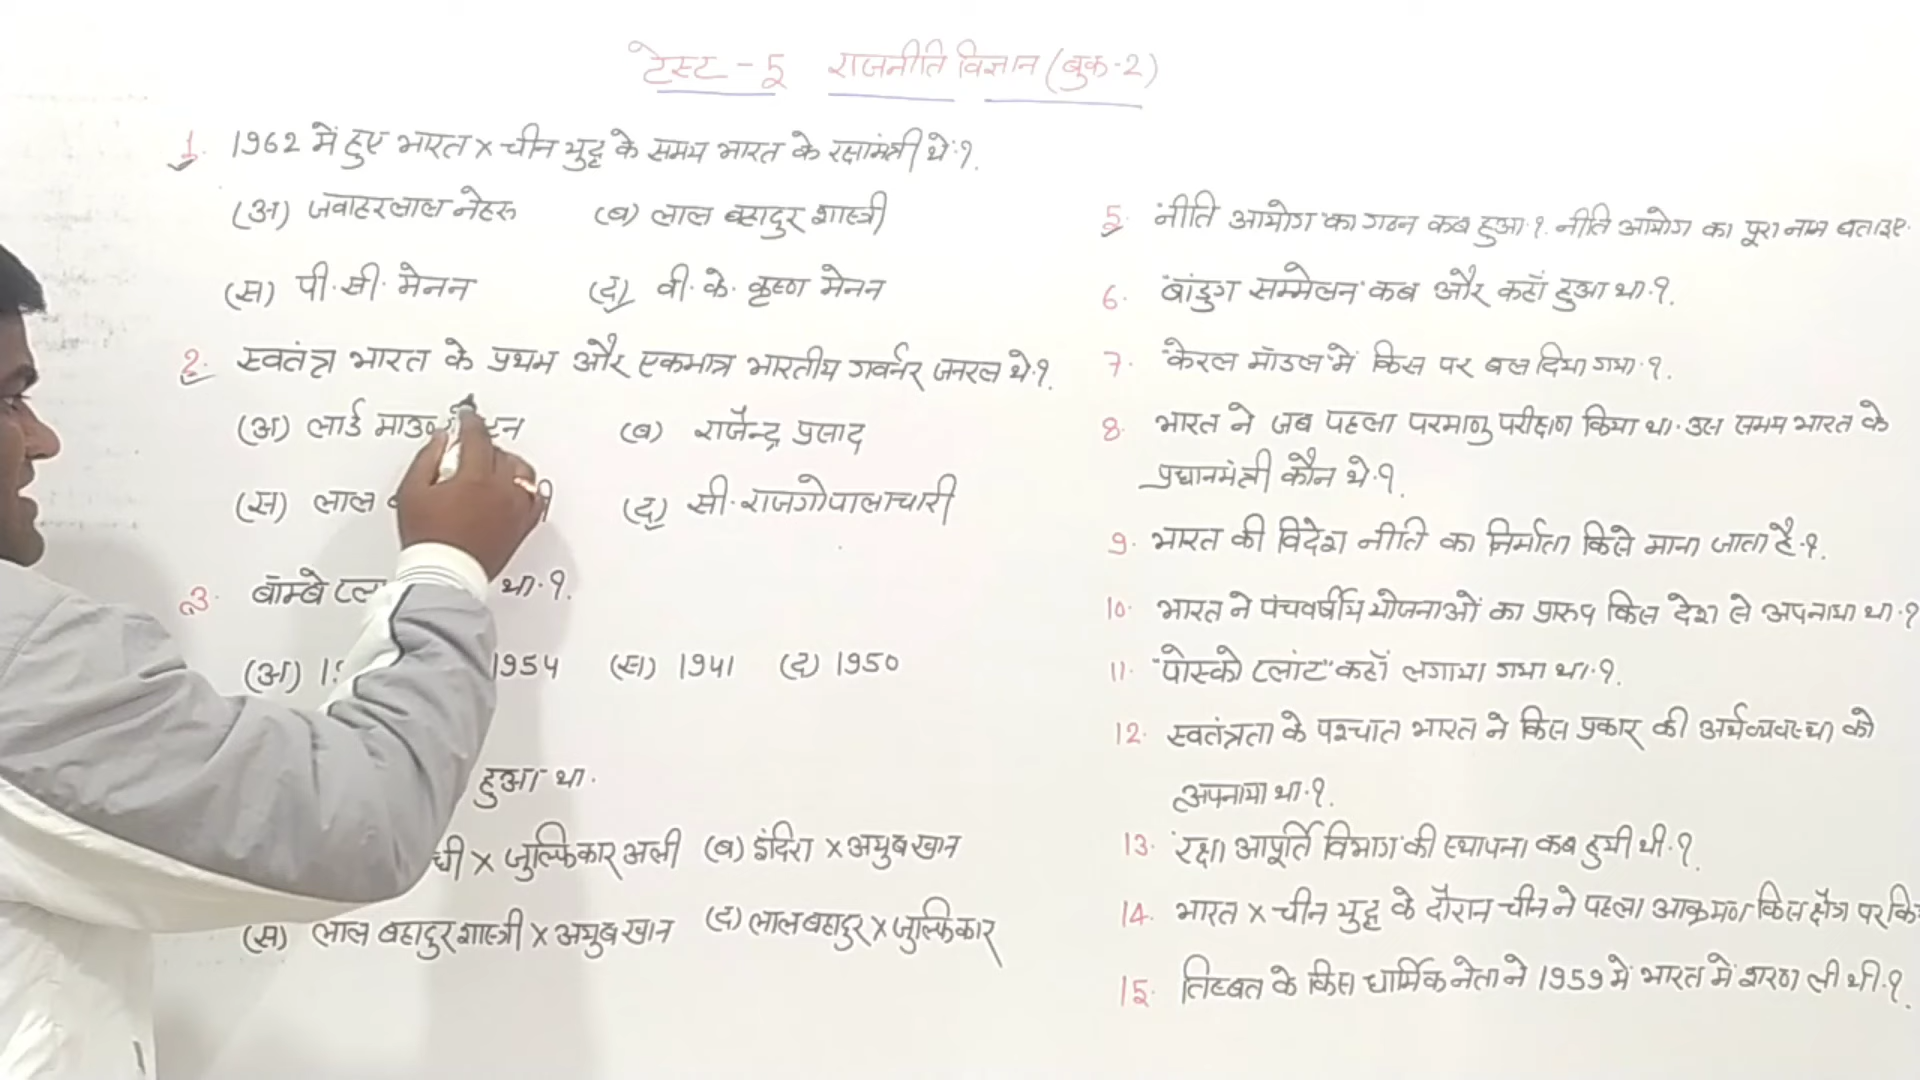 टेस्ट - 5 राजनीति विज्ञान (बुक-2)
1. 1962 में हुए भारत x चीन युद्ध के समय भारत के रक्षामंत्री थे.?.
(अ) जवाहरलाल नेहरू (ब) लाल बहादुर शास्त्री
(स) पी.सी. मेनन (द) वी. के. कृष्ण मेनन
2. स्वतंत्र भारत के प्रथम और एकमात्र भारतीय गवर्नर जनरल थे.?.
(अ) लार्ड (ब) राजेन्द्र प्रसाद
(स) लाल (द) सी. राजगोपालाचारी
3. बॉम्बे था.?.
(अ) 1954 (स) 1941 (द) 1950
हुआ था.
x जुल्फिकार अली (ब) इंदिरा x अयुब खान
(स) लाल बहादुर शास्त्री x अयुब खान (द) लाल बहादुर x जुल्फिकार
5. नीति आयोग का गठन कब हुआ.?. नीति आयोग का पूरा नाम बताइए.
6. "बांडुग सम्मेलन" कब और कहाँ हुआ था.?.
7. "केरल मॉडल" में किस पर बल दिया गया.?.
8. भारत ने जब पहला परमाणु परीक्षण किया था. उस समय भारत के
प्रधानमंत्री कौन थे.?.
9. भारत की विदेश नीति का निर्माता किसे माना जाता है.?.
10. भारत ने पंचवर्षीय योजनाओं का प्रारुप किस देश से अपनाया था.?
11. "पोस्को प्लांट" कहाँ लगाया गया था.?.
12. स्वतंत्रता के पश्चात भारत ने किस प्रकार की अर्थव्यवस्था को
अपनाया था.?.
13. "रक्षा आपूर्ति विभाग" की स्थापना कब हुयी थी.?.
14. भारत x चीन युद्ध के दौरान चीन ने पहला आक्रमण किस क्षेत्र पर
15. तिब्बत के किस धार्मिक नेता ने 1959 में भारत में शरण ली थी.?.